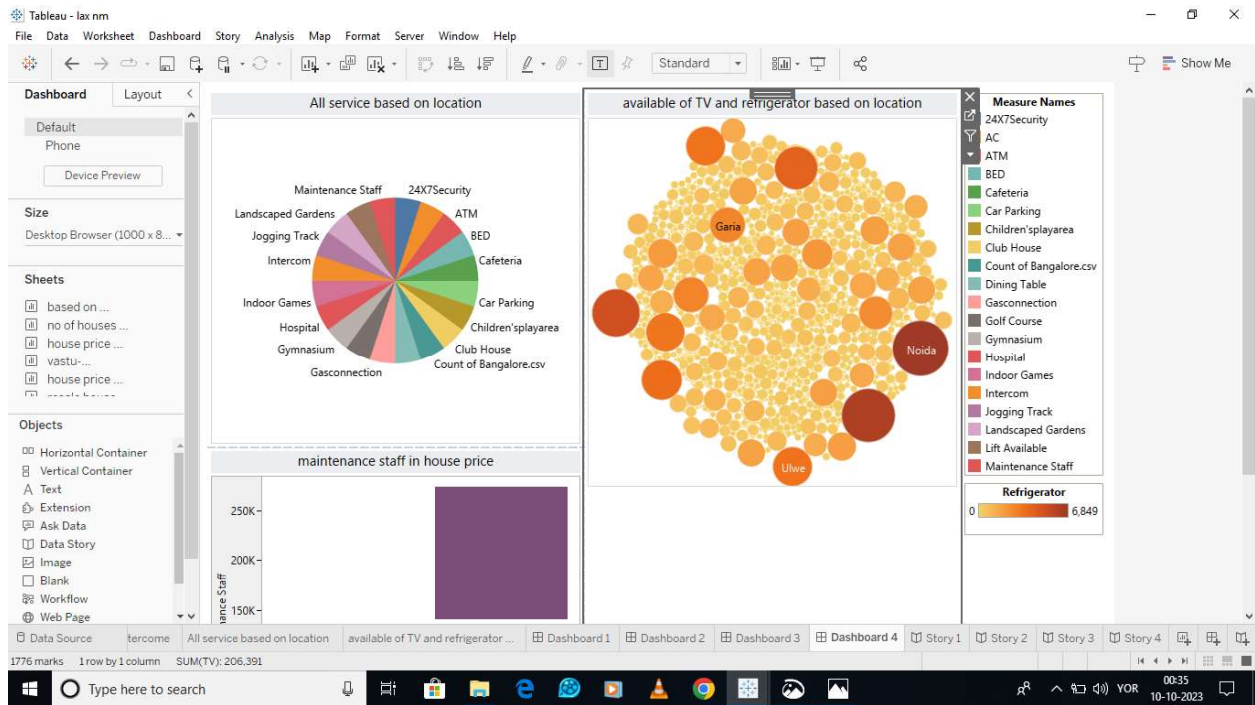 Tableau - lax nm
File Data Worksheet Dashboard Story Analysis Map Format Server Window Help
Standard
Show Me
Dashboard Layout
Default
Phone
Device Preview
Size
Desktop Browser (1000 x 8...
Sheets
based on ...
no of houses ...
house price ...
vastu-...
house price ...
Objects
Horizontal Container
Vertical Container
Text
Extension
Ask Data
Data Story
Image
Blank
Workflow
Web Page
All service based on location
Maintenance Staff
24X7Security
Landscaped Gardens
ATM
Jogging Track
BED
Intercom
Cafeteria
Indoor Games
Car Parking
Hospital
Children'splayarea
Gymnasium
Club House
Count of Bangalore.csv
Gasconnection
maintenance staff in house price
250K
200K
150K
nance Staff
available of TV and refrigerator based on location
Garia
Noida
Ulwe
Measure Names
24X7Security
AC
ATM
BED
Cafeteria
Car Parking
Children'splayarea
Club House
Count of Bangalore.csv
Dining Table
Gasconnection
Golf Course
Gymnasium
Hospital
Indoor Games
Intercom
Jogging Track
Landscaped Gardens
Lift Available
Maintenance Staff
Refrigerator
0 6,849
Data Source tercome All service based on location available of TV and refrigerator ... Dashboard 1 Dashboard 2 Dashboard 3 Dashboard 4 Story 1 Story 2 Story 3 Story 4
1776 marks 1 row by 1 column SUM(TV): 206,391
Type here to search
YOR
00:35
10-10-2023